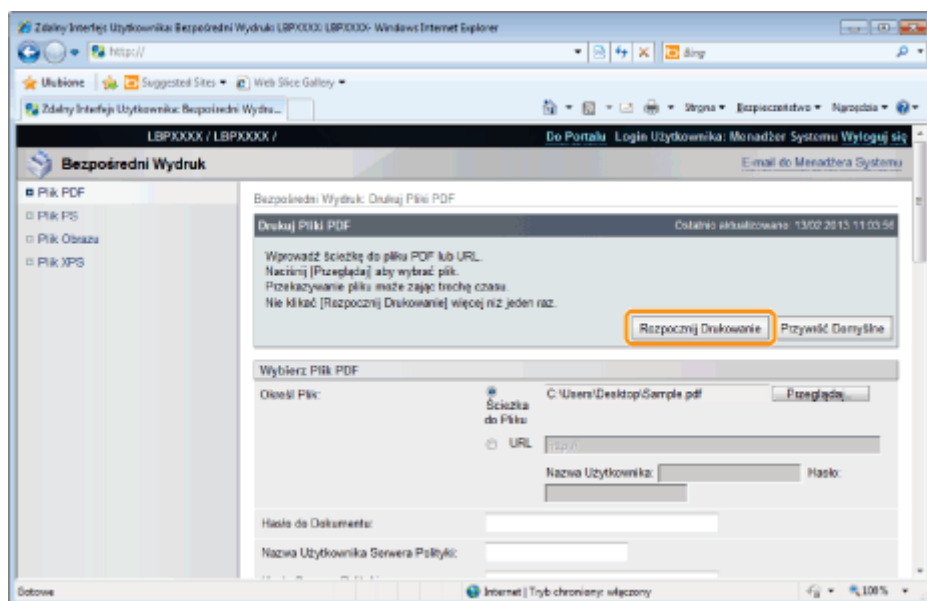 Zdalny Interfejs Użytkownika: Bezpośredni Wydruk: LBPXXXX: LBPXXXX - Windows Internet Explorer
http://
Bing
Ulubione Suggested Sites Web Slice Gallery
Zdalny Interfejs Użytkownika: Bezpośredni Wydru...
Strona Bezpieczeństwo Narzędzia
LBPXXXX / LBPXXXX /
Do Portalu Login Użytkownika: Menadżer Systemu Wyloguj się
Bezpośredni Wydruk
E-mail do Menadżera Systemu
Plik PDF
Plik PS
Plik Obrazu
Plik XPS
Bezpośredni Wydruk: Drukuj Pliki PDF
Drukuj Pliki PDF
Ostatnio aktualizowano: 13/02 2013 11:03:56
Wprowadź ścieżkę do pliku PDF lub URL.
Naciśnij [Przeglądaj] aby wybrać plik.
Przekazywanie pliku może zająć trochę
czasu.
Nie klikać [Rozpocznij Drukowanie] więcej niż jeden raz.
Rozpocznij Drukowanie Przywróć Domyślne
Wybierz Plik PDF
Określ Plik:
Ścieżka
do Pliku
C:\Users\Desktop\Sample.pdf
Przeglądaj...
URL
http://
Nazwa Użytkownika:
Hasło:
Hasło do Dokumentu:
Nazwa Użytkownika Serwera Polityki:
Gotowe
Internet | Tryb chroniony: włączony
100%